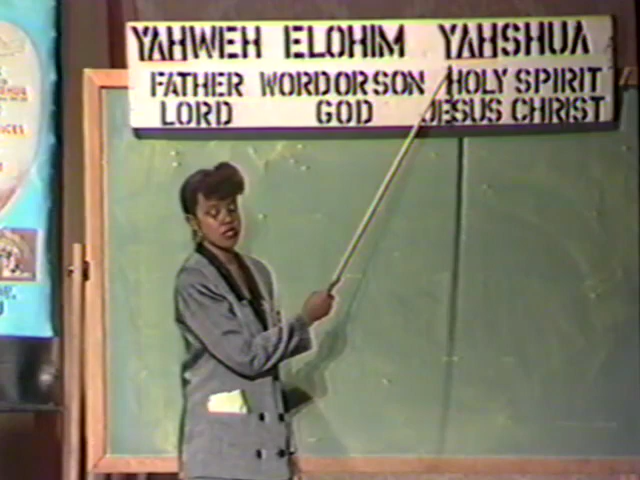 YAHWEH ELOHIM YAHSHUA
FATHER WORD OR SON HOLY SPIRIT
LORD GOD JESUS CHRIST